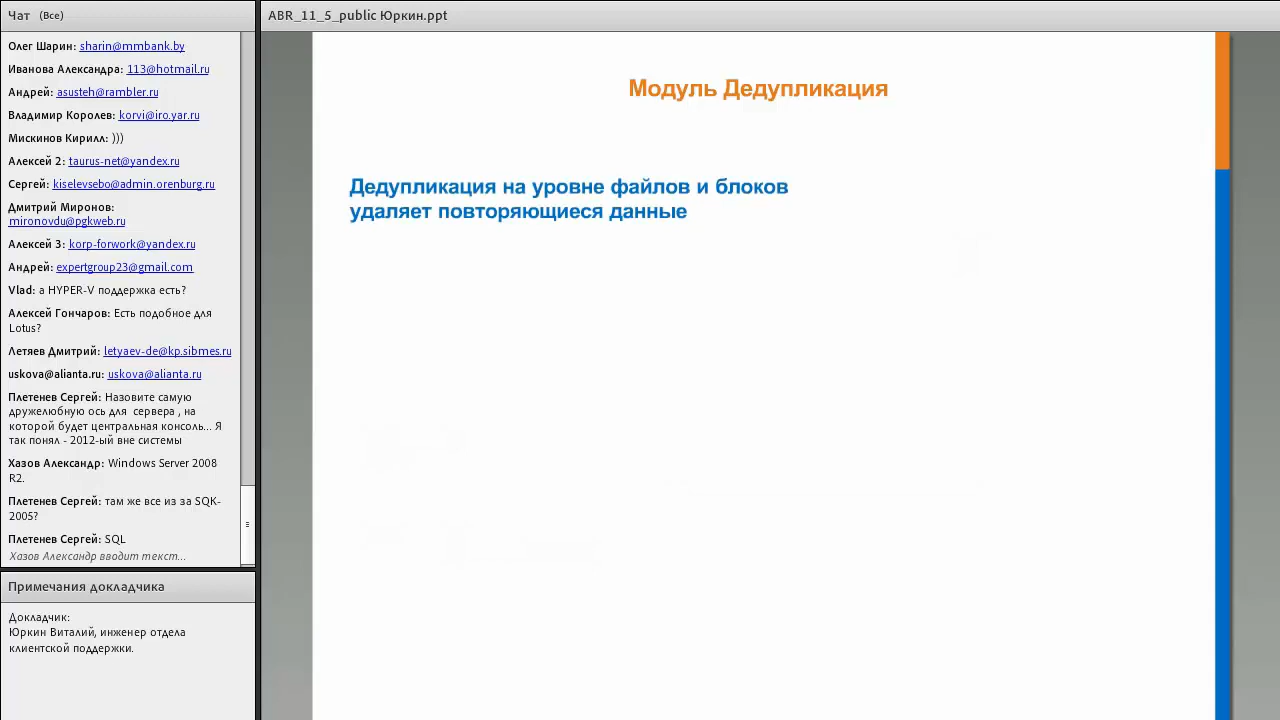 Чат (Все)
Олег Шарин: sharin@mmbank.by
Иванова Александра: 113@hotmail.ru
Андрей: asusteh@rambler.ru
Владимир Королев: korvi@iro.yar.ru
Мискинов Кирилл: )))
Алексей 2: taurus-net@yandex.ru
Сергей: kiselevsebo@admin.orenburg.ru
Дмитрий Миронов:
mironovdu@pgkweb.ru
Алексей 3: korp-forwork@yandex.ru
Андрей: expertgroup23@gmail.com
Vlad: а HYPER-V поддержка есть?
Алексей Гончаров: Есть подобное для
Lotus?
Летяев Дмитрий: letyaev-de@kp.sibmes.ru
uskova@alianta.ru: uskova@alianta.ru
Плетенев Сергей: Назовите самую
дружелюбную ось для сервера , на
которой будет центральная консоль... Я
так понял - 2012-ый вне системы
Хазов Александр: Windows Server 2008
R2.
Плетенев Сергей: там же все из за SQK-
2005?
Плетенев Сергей: SQL
Хазов Александр вводит текст...
Примечания докладчика
Докладчик:
Юркин Виталий, инженер отдела
клиентской поддержки.
ABR_11_5_public Юркин.ppt
Модуль Дедупликация
Дедупликация на уровне файлов и блоков
удаляет повторяющиеся данные